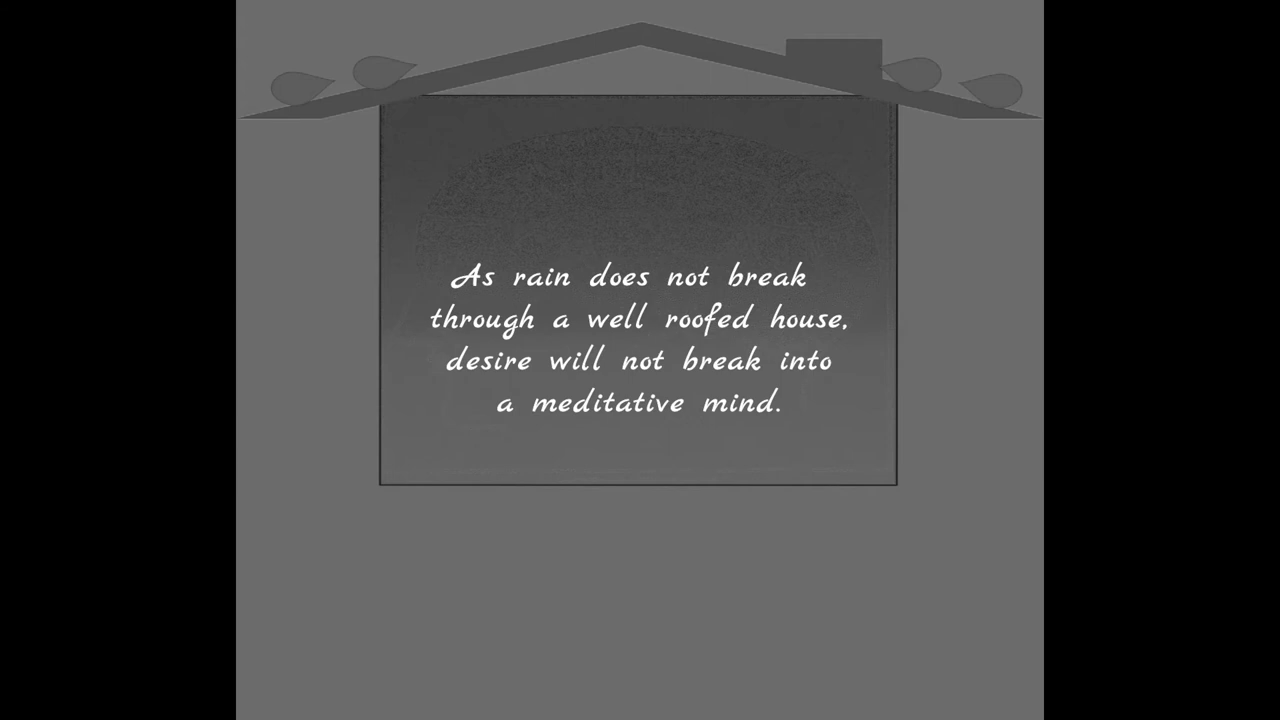 As rain does not break
through a well roofed house,
desire will not break into
a meditative mind.